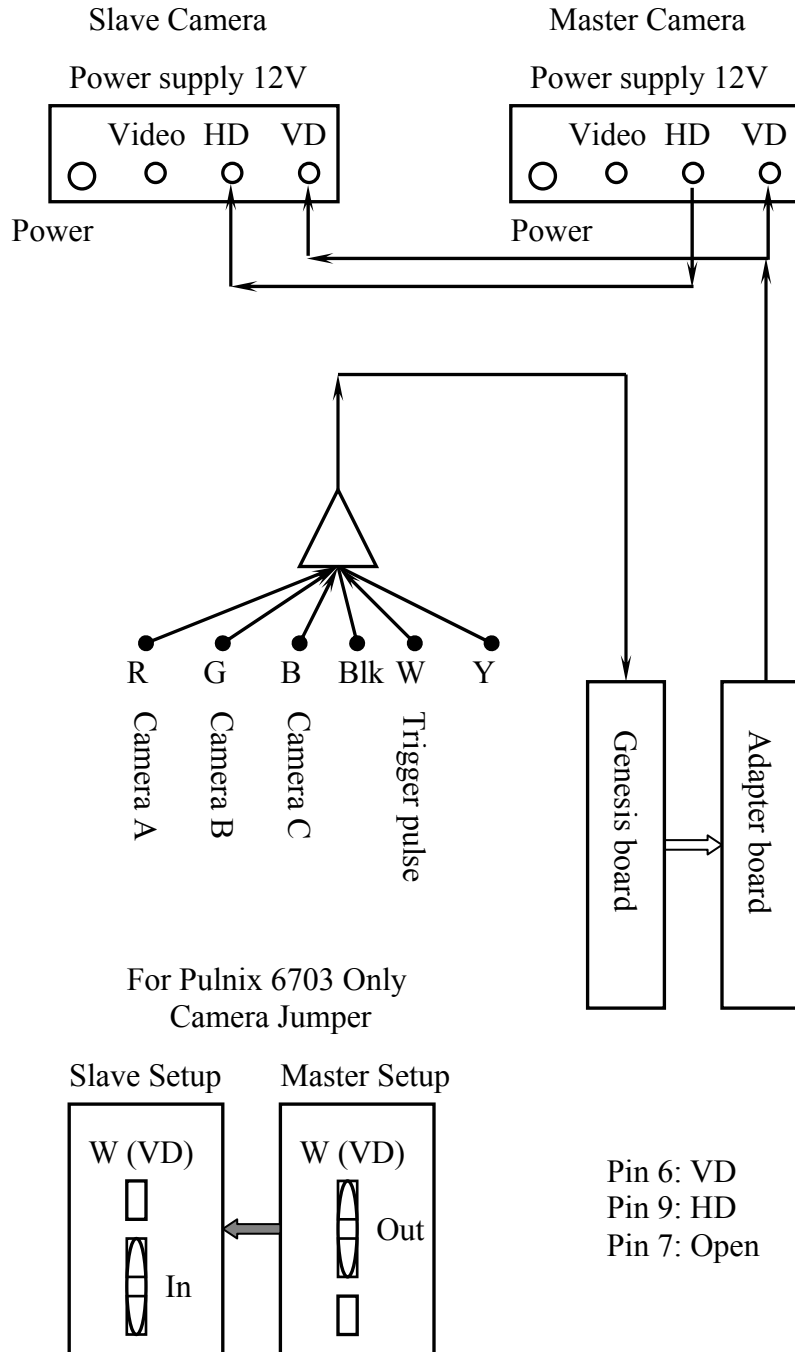 Slave Camera
Master Camera
Power supply 12V
Power supply 12V
Video HD VD
Video HD VD
Power
Power
R G B Blk W Y
Camera A
Camera B
Camera C
Trigger pulse
Genesis board
Adapter board
For Pulnix 6703 Only
Camera Jumper
Slave Setup
Master Setup
W (VD)
W (VD)
Out
In
Pin 6: VD
Pin 9: HD
Pin 7: Open